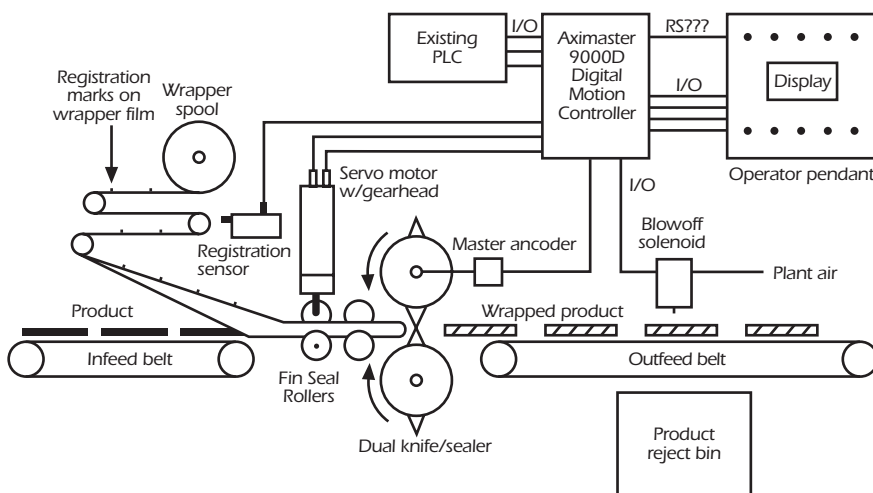 Existing
PLC
I/O
Aximaster
9000D
Digital
Motion
Controller
RS???
I/O
Display
Operator pendant
Registration
marks on
wrapper film
Wrapper
spool
Servo motor
w/gearhead
I/O
Registration
sensor
Master ancoder
Blowoff
solenoid
Plant air
Product
Wrapped product
Infeed belt
Fin Seal
Rollers
Outfeed belt
Dual knife/sealer
Product
reject bin